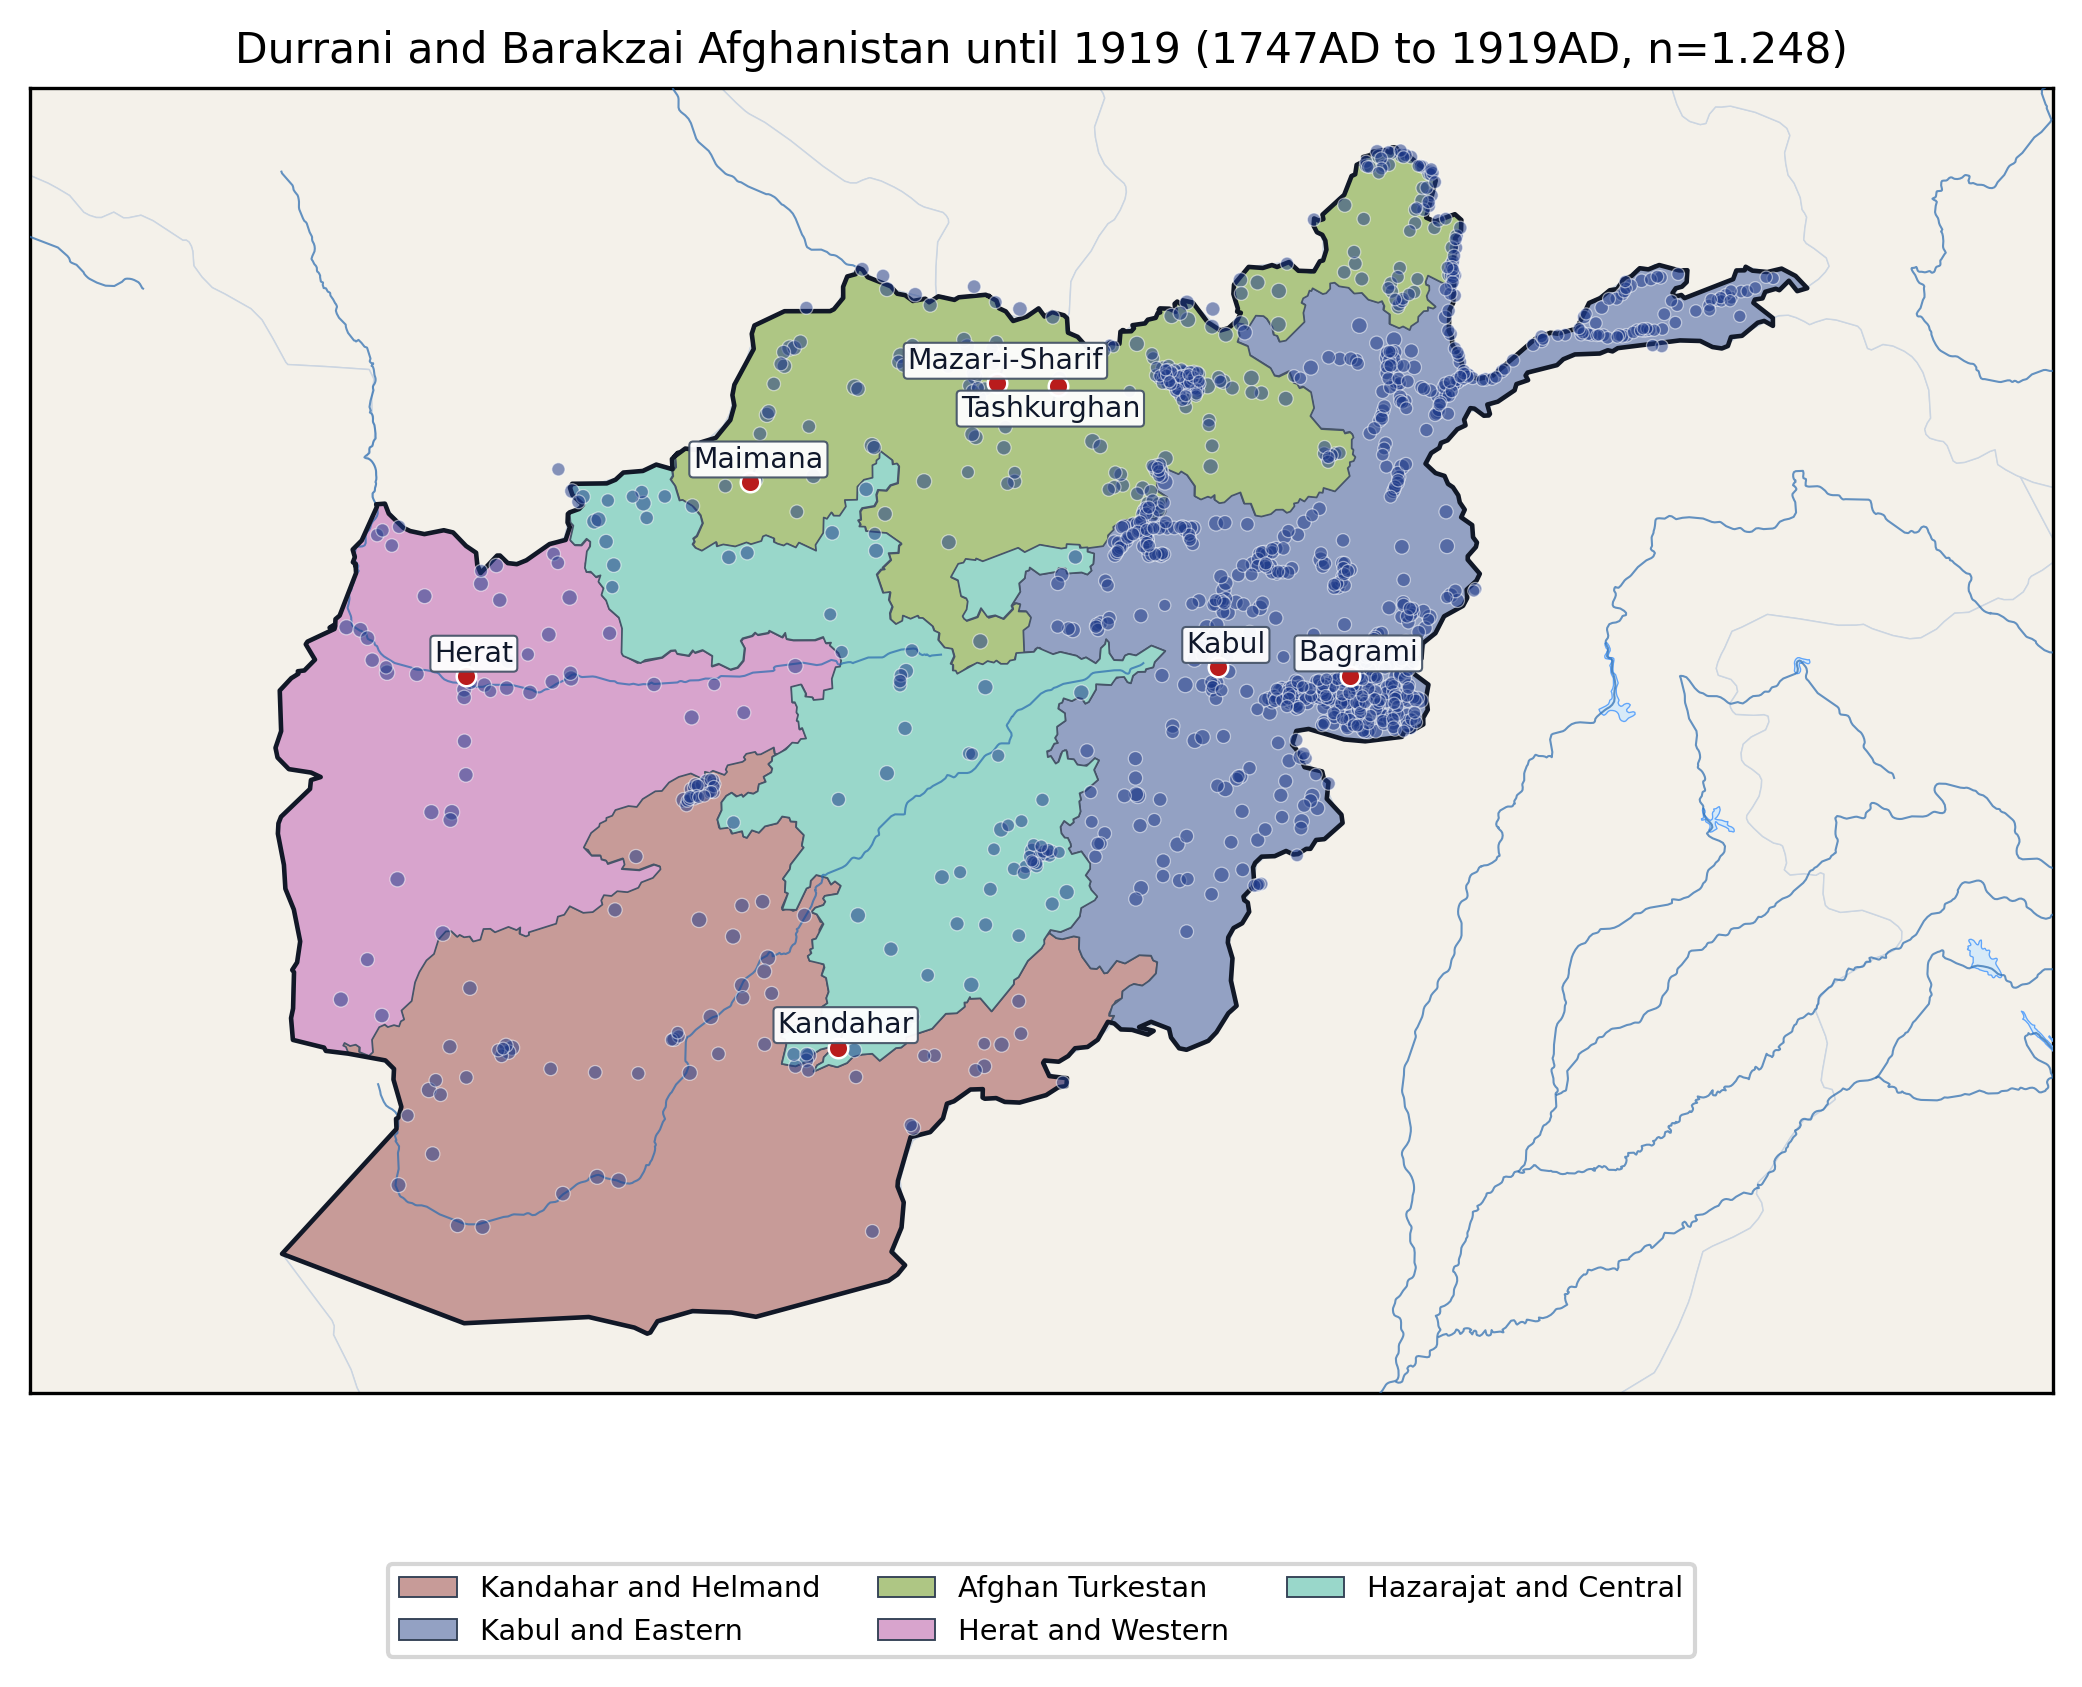 Durrani and Barakzai Afghanistan until 1919 (1747AD to 1919AD, n=1.248)
Mazar-i-Sharif
Tashkurghan
Maimana
Herat
Kabul
Bagrami
Kandahar
Kandahar and Helmand
Kabul and Eastern
Afghan Turkestan
Herat and Western
Hazarajat and Central